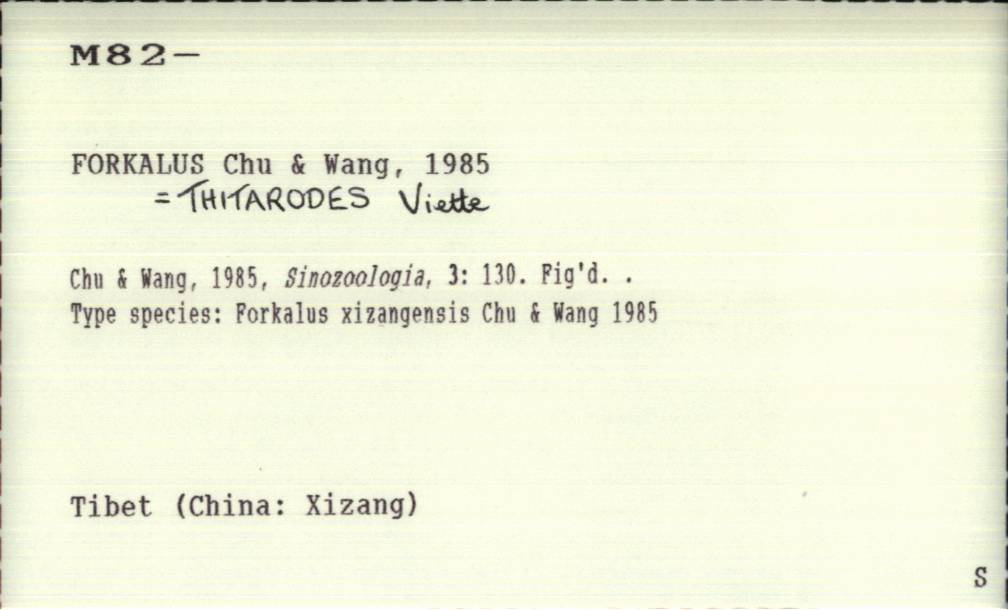 M82-
FORKALUS Chu & Wang, 1985
= THITARODES Viette
Chu & Wang, 1985, Sinozoologia, 3: 130. Fig'd. .
Type species: Forkalus xizangensis Chu & Wang 1985
Tibet (China: Xizang)
S